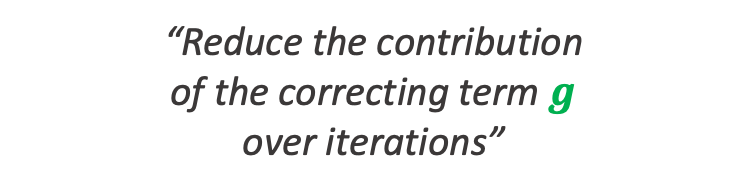 “Reduce the contribution
of the correcting term g
over iterations”